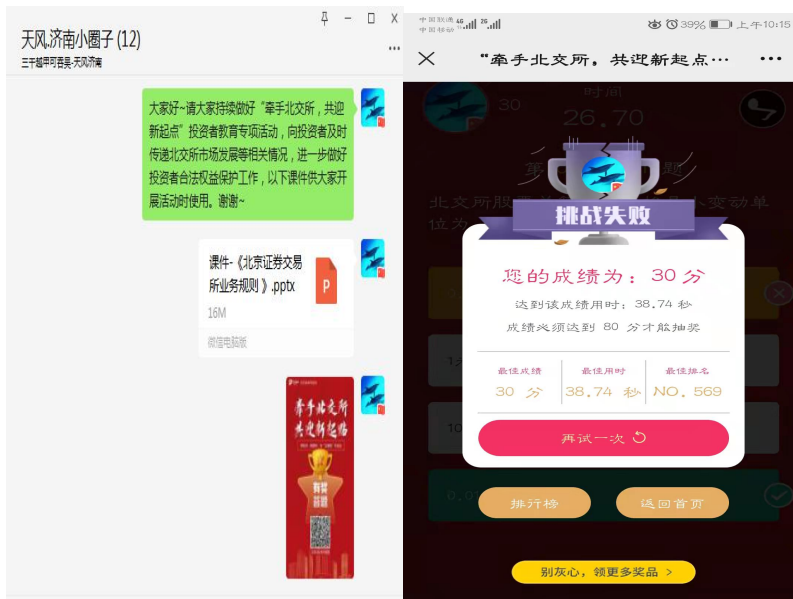 天风.济南小圈子 (12)
三千越甲可吞吴-天风济南
大家好~请大家持续做好“牵手北交所，共迎
新起点”投资者教育专项活动，向投资者及时
传递北交所市场发展等相关情况，进一步做好
投资者合法权益保护工作，以下课件供大家开
展活动时使用。谢谢~
课件-《北京证券交易
所业务规则 》.pptx
16M
微信电脑版
牵手北交所
共迎新起点
有奖
答题
中国联通 4G 2G
中国移动
39%
上午10:15
“牵手北交所，共迎新起点…
时间
30
26.70
第
题
北交所股
小变动单
位为
挑战失败
您的成绩为：30 分
达到该成绩用时：38.74 秒
成绩必须达到 80 分才能抽奖
最佳成绩 最佳用时 最佳排名
30 分 38.74 秒 NO. 569
再试一次
排行榜 返回首页
别灰心，领更多奖品 >